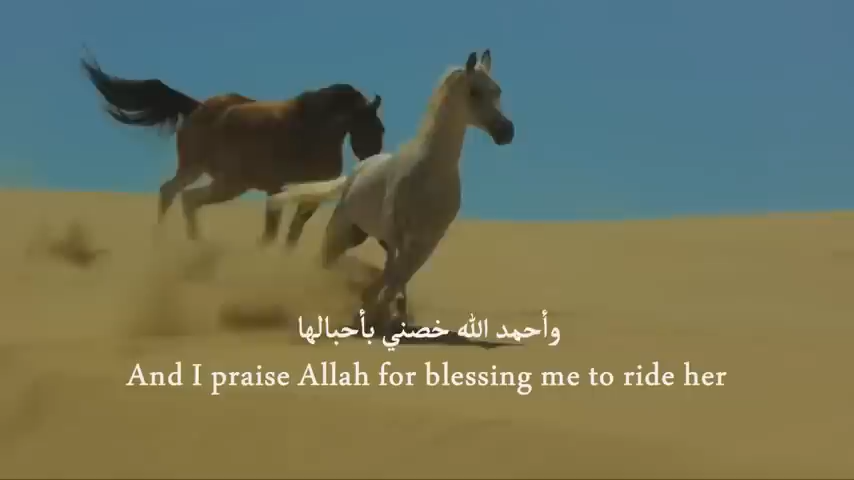 وأحمد الله خصني بأحبالها
And I praise Allah for blessing me to ride her